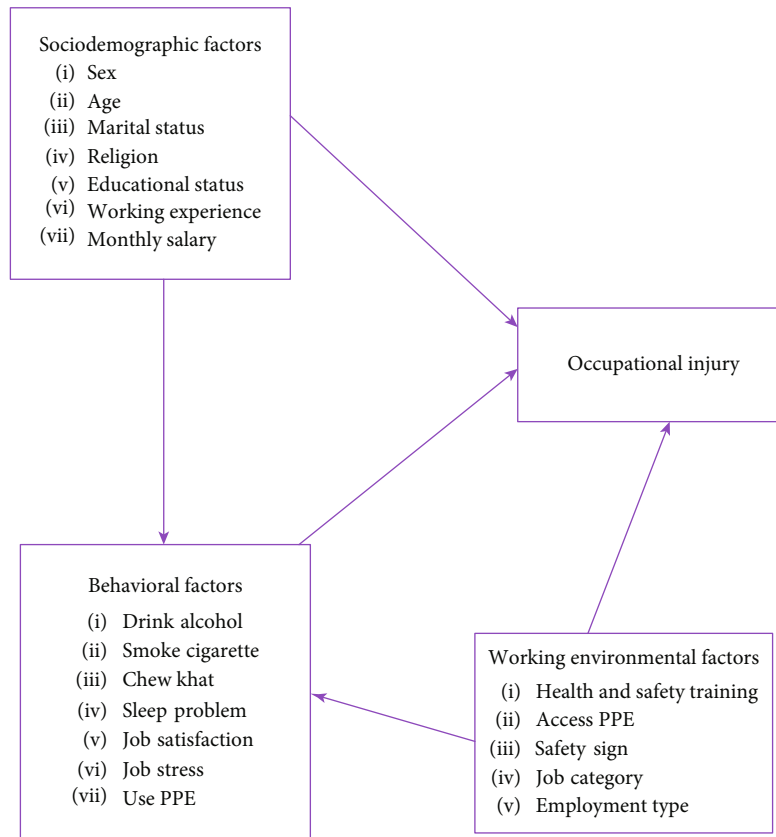 Sociodemographic factors
(i) Sex
(ii) Age
(iii) Marital status
(iv) Religion
(v) Educational status
(vi) Working experience
(vii) Monthly salary
Occupational injury
Behavioral factors
(i) Drink alcohol
(ii) Smoke cigarette
(iii) Chew khat
(iv) Sleep problem
(v) Job satisfaction
(vi) Job stress
(vii) Use PPE
Working environmental factors
(i) Health and safety training
(ii) Access PPE
(iii) Safety sign
(iv) Job category
(v) Employment type